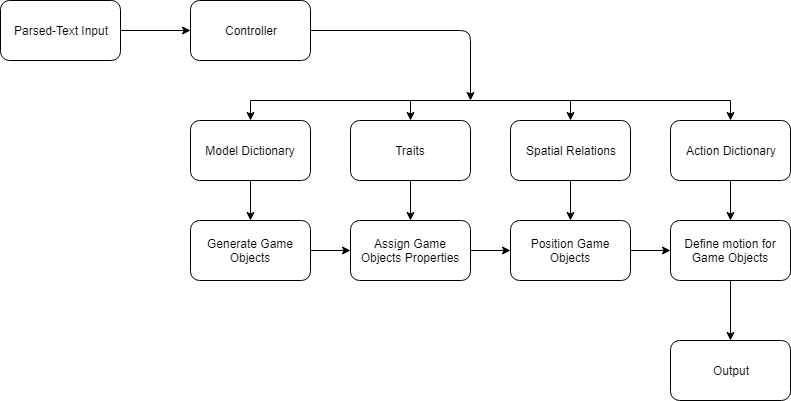 Parsed-Text Input
Controller
Model Dictionary
Traits
Spatial Relations
Action Dictionary
Generate Game
Objects
Assign Game
Objects Properties
Position Game
Objects
Define motion for
Game Objects
Output